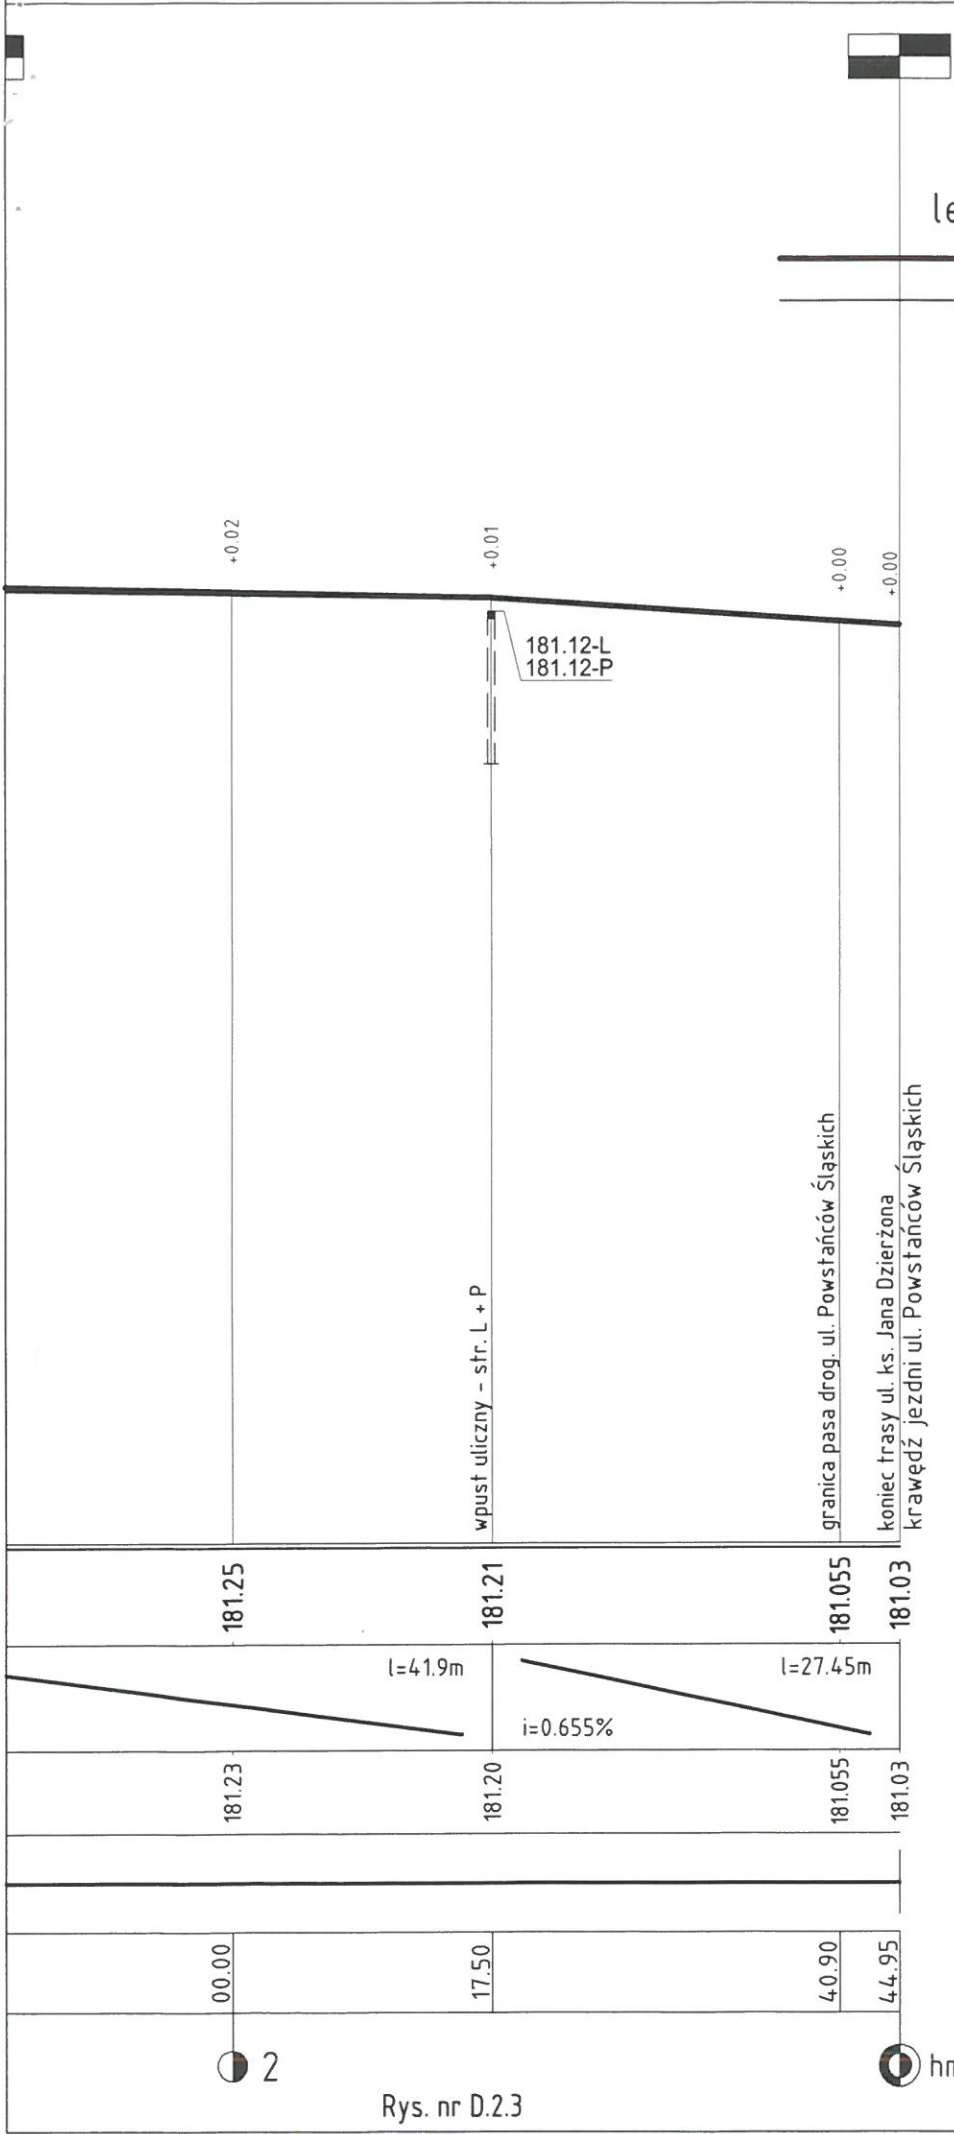 le
+0.02
+0.01
+0.00
+0.00
181.12-L
181.12-P
wpust uliczny - str. L + P
granica pasa drog. ul. Powstańców Śląskich
koniec trasy ul. ks. Jana Dzierżona
krawędź jezdni ul. Powstańców Śląskich
181.25
181.21
181.055
181.03
l=41.9m
l=27.45m
i=0.655%
181.23
181.20
181.055
181.03
00.00
17.50
40.90
44.95
2
hm
Rys. nr D.2.3